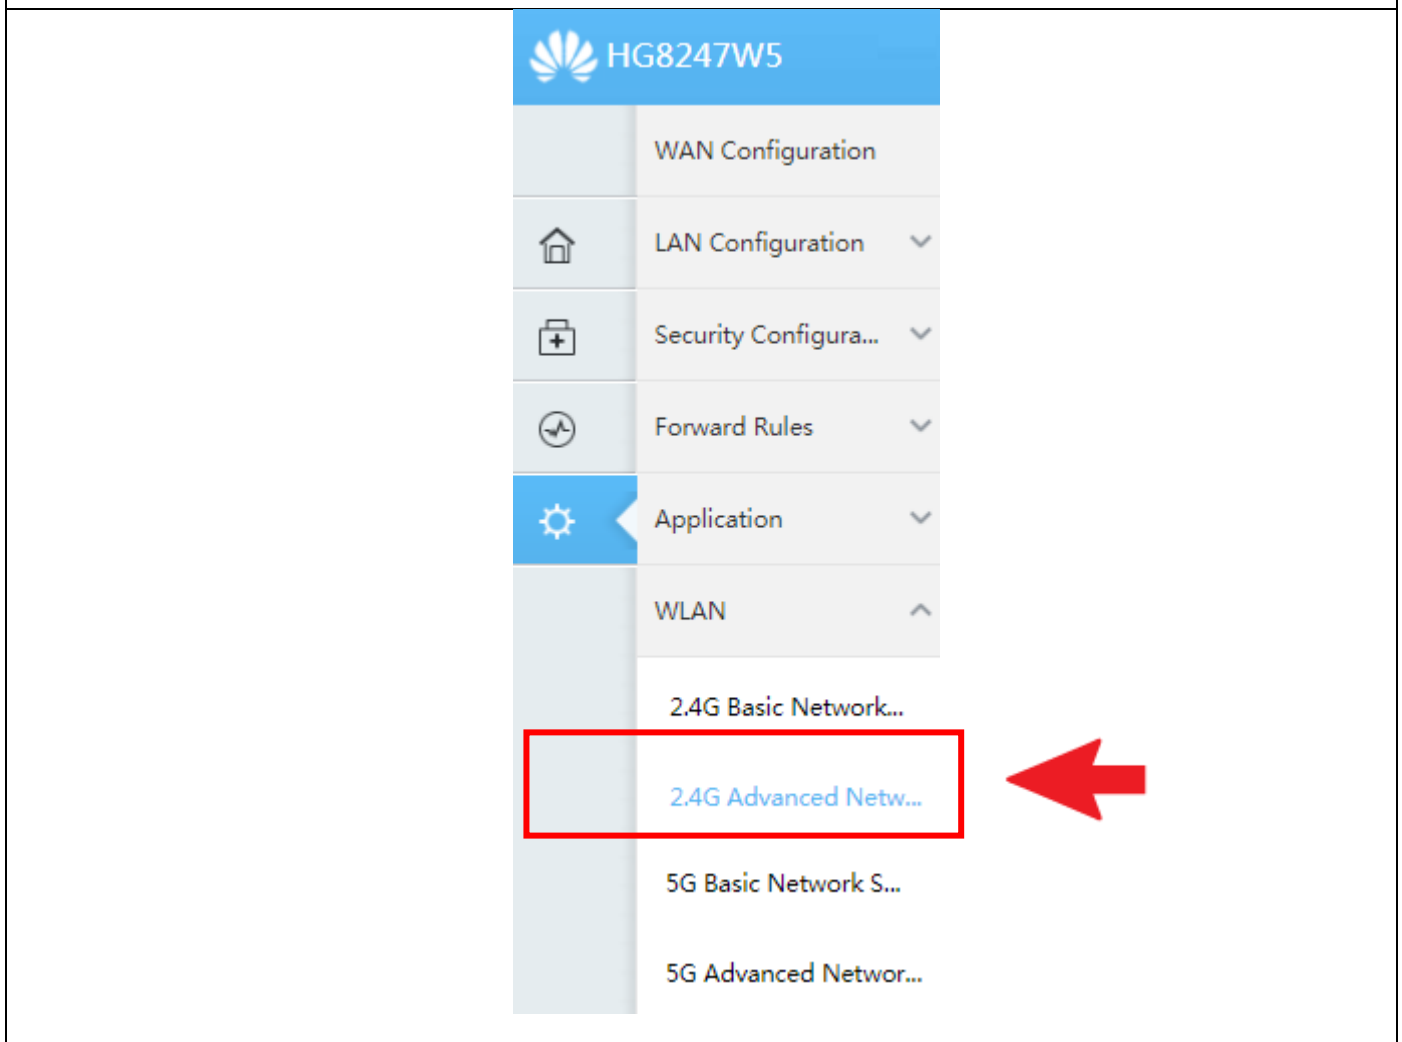 HG8247W5
WAN Configuration
LAN Configuration
Security Configura...
Forward Rules
Application
WLAN
2.4G Basic Network...
2.4G Advanced Netw...
5G Basic Network S...
5G Advanced Networ...